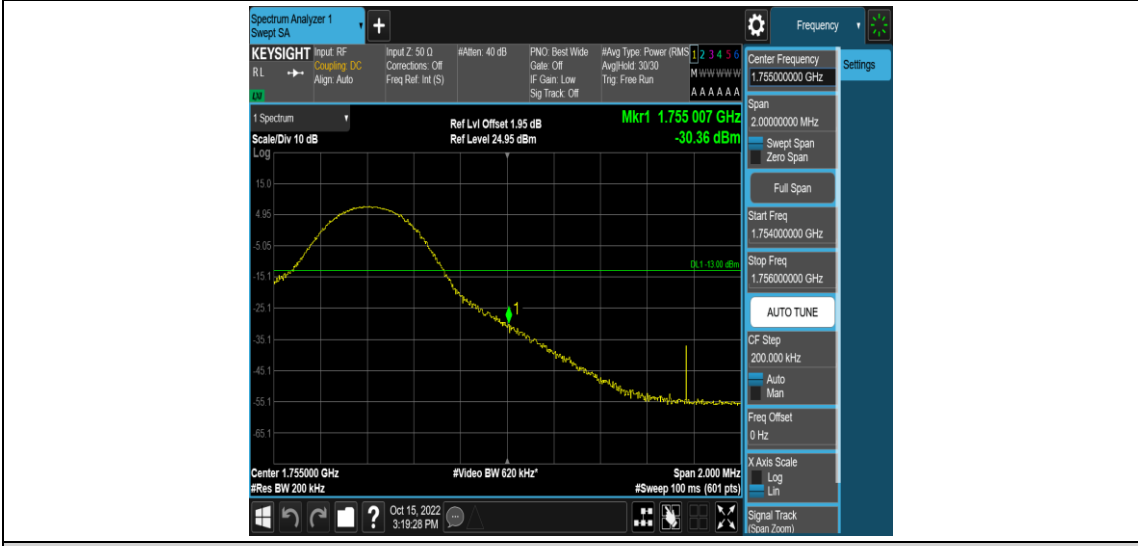 Spectrum Analyzer 1
Swept SA
+
Frequency
KEYSIGHT
RL
Input: RF
Coupling: DC
Align: Auto
Input Z: 50 Ω
Corrections: Off
Freq Ref: Int (S)
#Atten: 40 dB
PNO: Best Wide
Gate: Off
IF Gain: Low
Sig Track: Off
#Avg Type: Power (RMS
Avg|Hold: 30/30
Trig: Free Run
1 2 3 4 5 6
M W W W W W
A A A A A A
1 Spectrum
Scale/Div 10 dB
Log
Ref Lvl Offset 1.95 dB
Ref Level 24.95 dBm
Mkr1 1.755 007 GHz
-30.36 dBm
15.0
4.95
-5.05
-15.1
-25.1
-35.1
-45.1
-55.1
-65.1
DL1 -13.00 dBm
1
Center 1.755000 GHz
#Video BW 620 kHz*
Span 2.000 MHz
#Res BW 200 kHz
#Sweep 100 ms (601 pts)
?
Oct 15, 2022
3:19:28 PM
Center Frequency
1.755000000 GHz
Settings
Span
2.00000000 MHz
Swept Span
Zero Span
Full Span
Start Freq
1.754000000 GHz
Stop Freq
1.756000000 GHz
AUTO TUNE
CF Step
200.000 kHz
Auto
Man
Freq Offset
0 Hz
X Axis Scale
Log
Lin
Signal Track
(Span Zoom)